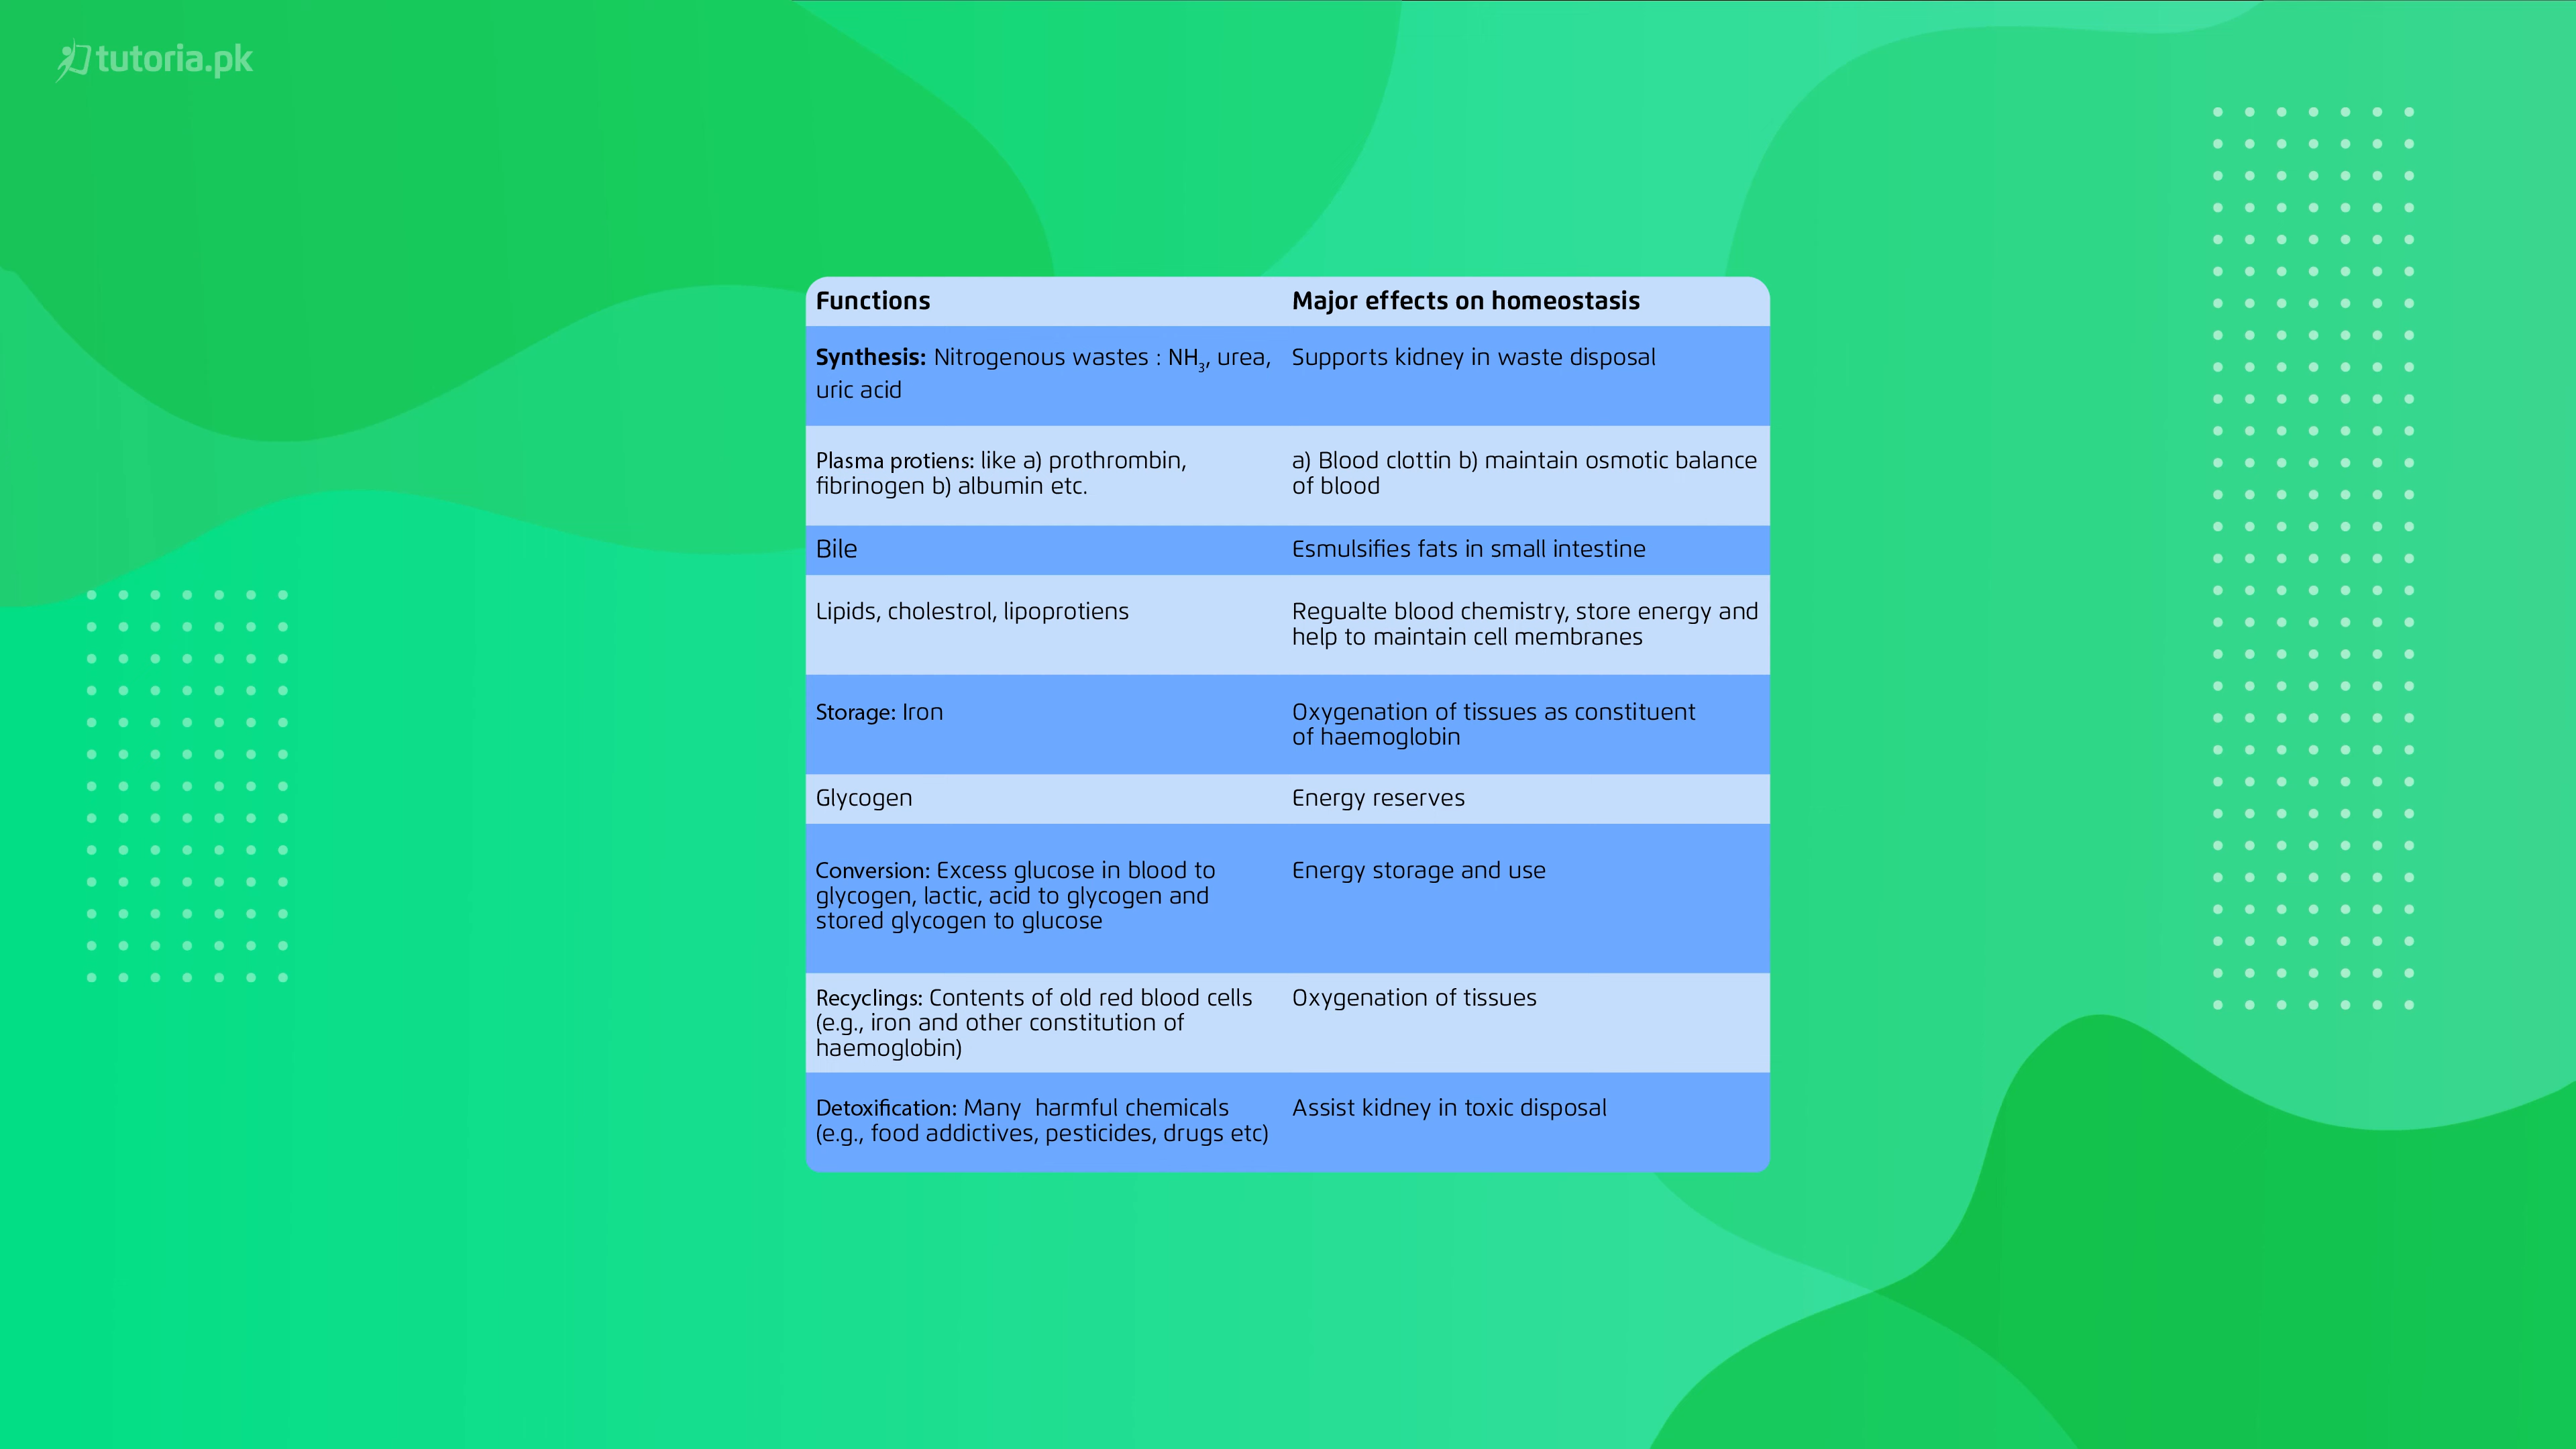 tutoria.pk
Functions
Major effects on homeostasis
Synthesis: Nitrogenous wastes : NH₃, urea,
uric acid
Supports kidney in waste disposal
Plasma protiens: like a) prothrombin,
fibrinogen b) albumin etc.
a) Blood clottin b) maintain osmotic balance
of blood
Bile
Esmulsifies fats in small intestine
Lipids, cholestrol, lipoprotiens
Regualte blood chemistry, store energy and
help to maintain cell membranes
Storage: Iron
Oxygenation of tissues as constituent
of haemoglobin
Glycogen
Energy reserves
Conversion: Excess glucose in blood to
glycogen, lactic, acid to glycogen and
stored glycogen to glucose
Energy storage and use
Recyclings: Contents of old red blood cells
(e.g., iron and other constitution of
haemoglobin)
Oxygenation of tissues
Detoxification: Many  harmful chemicals
(e.g., food addictives, pesticides, drugs etc)
Assist kidney in toxic disposal